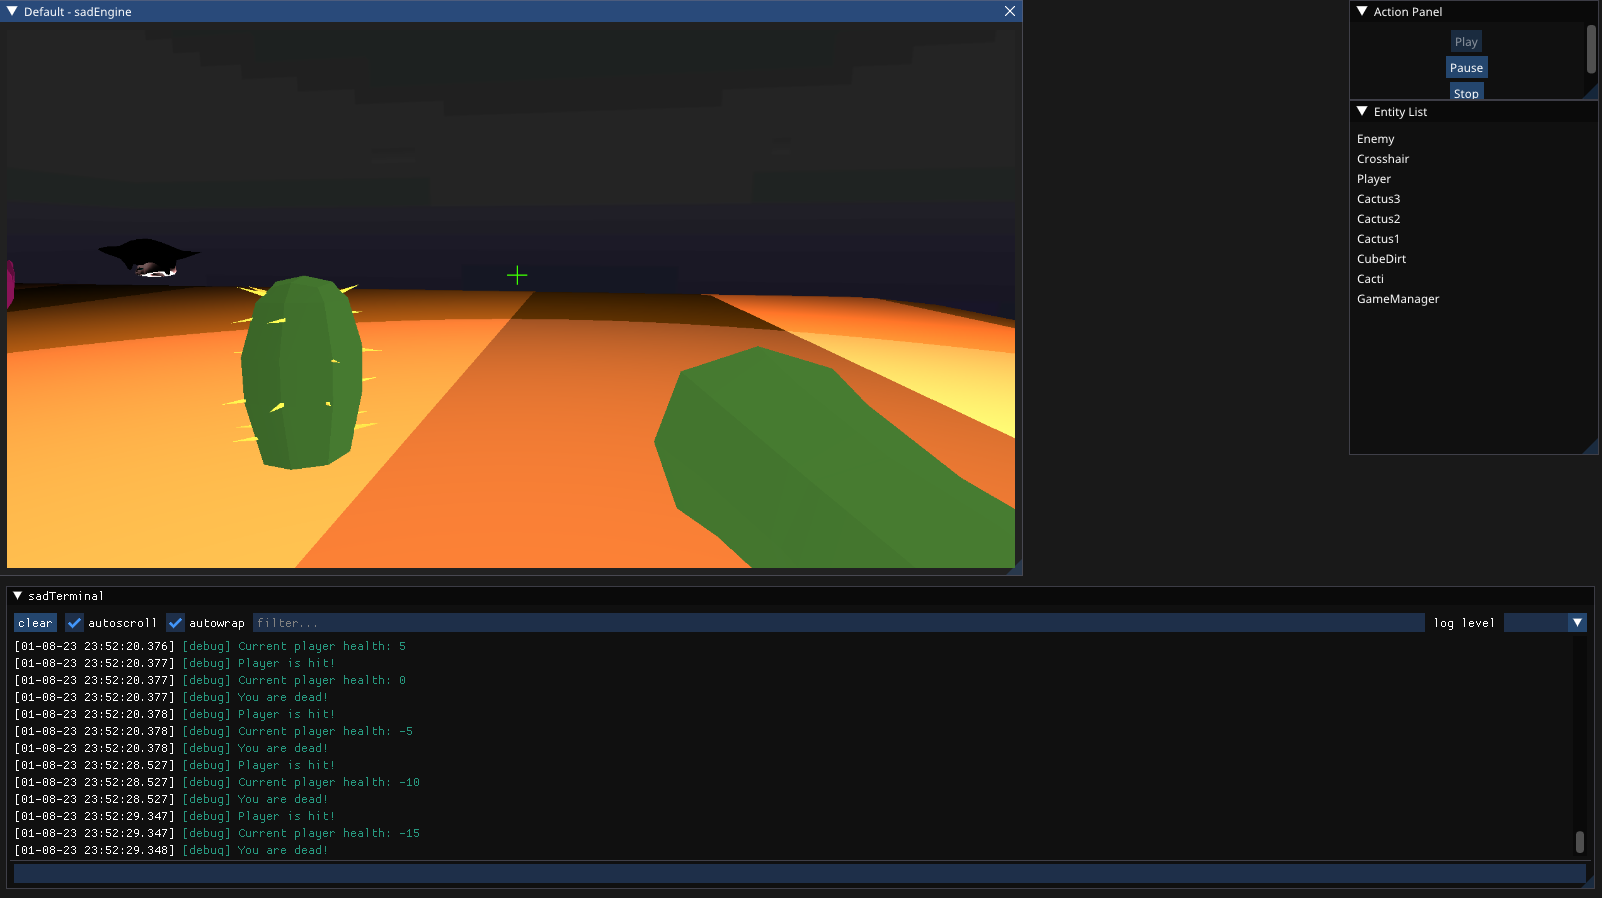 Default - sadEngine
Action Panel
Play
Pause
Stop
Entity List
Enemy
Crosshair
Player
Cactus3
Cactus2
Cactus1
CubeDirt
Cacti
GameManager
sadTerminal
clear autoscroll autowrap filter... log level
[01-08-23 23:52:20.376] [debug] Current player health: 5
[01-08-23 23:52:20.377] [debug] Player is hit!
[01-08-23 23:52:20.377] [debug] Current player health: 0
[01-08-23 23:52:20.377] [debug] You are dead!
[01-08-23 23:52:20.378] [debug] Player is hit!
[01-08-23 23:52:20.378] [debug] Current player health: -5
[01-08-23 23:52:20.378] [debug] You are dead!
[01-08-23 23:52:28.527] [debug] Player is hit!
[01-08-23 23:52:28.527] [debug] Current player health: -10
[01-08-23 23:52:28.527] [debug] You are dead!
[01-08-23 23:52:29.347] [debug] Player is hit!
[01-08-23 23:52:29.347] [debug] Current player health: -15
[01-08-23 23:52:29.348] [debug] You are dead!